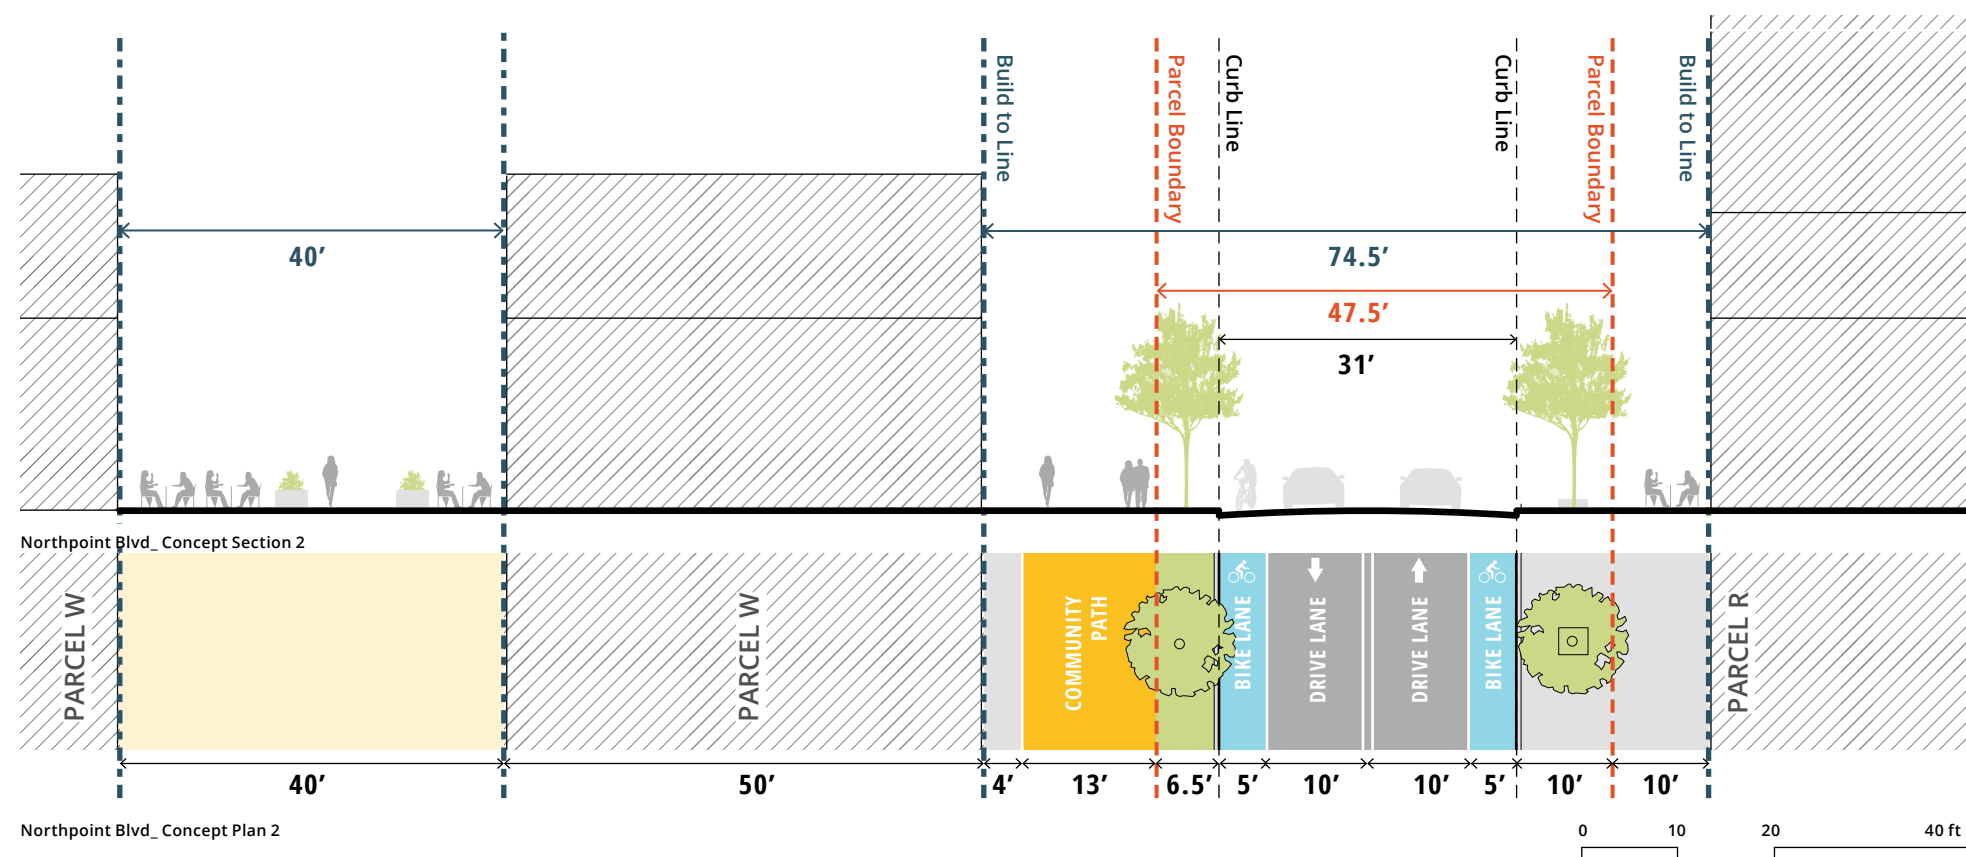 Build to Line
Parcel Boundary
Curb Line
Curb Line
Parcel Boundary
Build to Line
40’
74.5’
47.5’
31’
Northpoint Blvd_ Concept Section 2
PARCEL W
PARCEL W
COMMUNITY
PATH
BIKE LANE
DRIVE LANE
DRIVE LANE
BIKE LANE
PARCEL R
40’
50’
4’
13’
6.5’
5’
10’
10’
5’
10’
10’
Northpoint Blvd_ Concept Plan 2
0
10
20
40 ft